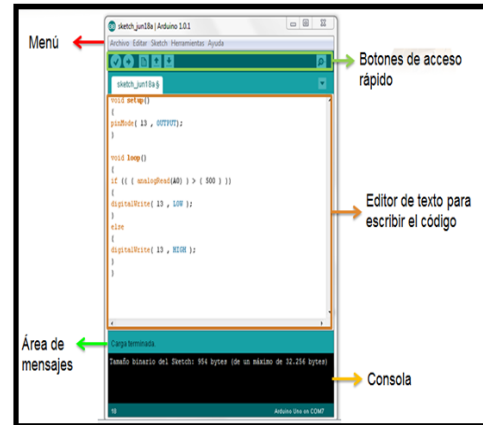 sketch_jun18a | Arduino 1.0.1
Menú
Archivo Editar Sketch Herramientas Ayuda
Botones de acceso
rápido
sketch_jun18a §
void setup()
{
pinMode( 13 , OUTPUT);
}
void loop()
{
if (( ( analogRead(A0) ) > ( 500 ) ))
{
digitalWrite( 13 , LOW );
}
else
{
digitalWrite( 13 , HIGH );
}
}
Editor de texto para
escribir el código
Área de
mensajes
Carga terminada.
Tamaño binario del Sketch: 954 bytes (de un máximo de 32.256 bytes)
Consola
18
Arduino Uno on COM7